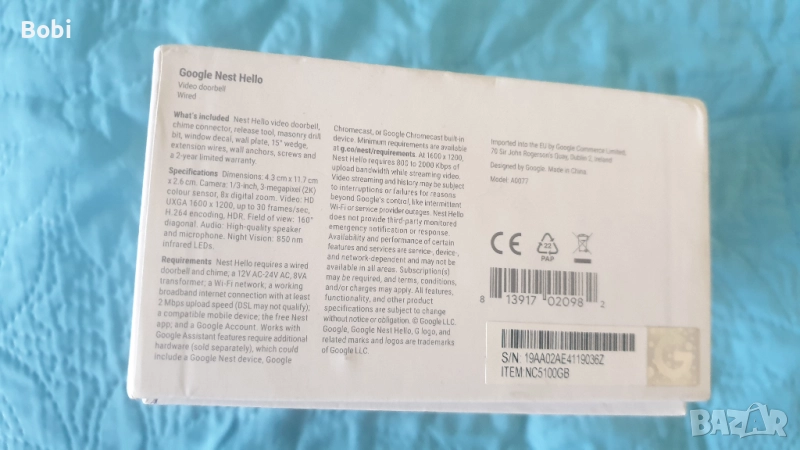 Bobi
Google Nest Hello
Video doorbell
Wired
What's included Nest Hello video doorbell,
chime connector, release tool, masonry drill
bit, window decal, wall plate, 15° wedge,
extension wires, wall anchors, screws and
a 2-year limited warranty.
Specifications Dimensions: 4.3 cm x 11.7 cm
x 2.6 cm. Camera: 1/3-inch, 3-megapixel (2K)
colour sensor, 8x digital zoom. Video: HD
UXGA 1600 x 1200, up to 30 frames/sec,
H.264 encoding, HDR. Field of view: 160°
diagonal. Audio: High-quality speaker
and microphone. Night Vision: 850 nm
infrared LEDs.
Requirements Nest Hello requires a wired
doorbell and chime; a 12V AC-24V AC, 8VA
transformer; a Wi-Fi network; a working
broadband internet connection with at least
2 Mbps upload speed (DSL may not qualify);
a compatible mobile device; the free Nest
app; and a Google Account. Works with
Google Assistant features require additional
hardware (sold separately), which could
include a Google Nest device, Google
Chromecast, or Google Chromecast built-in
device. Minimum requirements are available
at g.co/nest/requirements. At 1600 x 1200,
Nest Hello requires 800 to 2000 Kbps of
upload bandwidth while streaming video.
Video streaming and history may be subject
to interruptions or failures for reasons
beyond Google's control, like intermittent
Wi-Fi or service provider outages. Nest Hello
does not provide third-party monitored
emergency notification or response.
Availability and performance of certain
features and services are service-, device-,
and network-dependent and may not be
available in all areas. Subscription(s)
may be required, and terms, conditions,
and/or charges may apply. All features,
functionality, and other product
specifications are subject to change
without notice or obligation. © Google LLC.
Google, Google Nest Hello, G logo, and
related marks and logos are trademarks
of Google LLC.
Imported into the EU by Google Commerce Limited,
70 Sir John Rogerson's Quay, Dublin 2, Ireland
Designed by Google. Made in China.
Model: A0077
CE
22
PAP
8 13917 02098 2
S/N: 19AA02AE4119036Z
ITEM NC5100GB
G
BAZAR